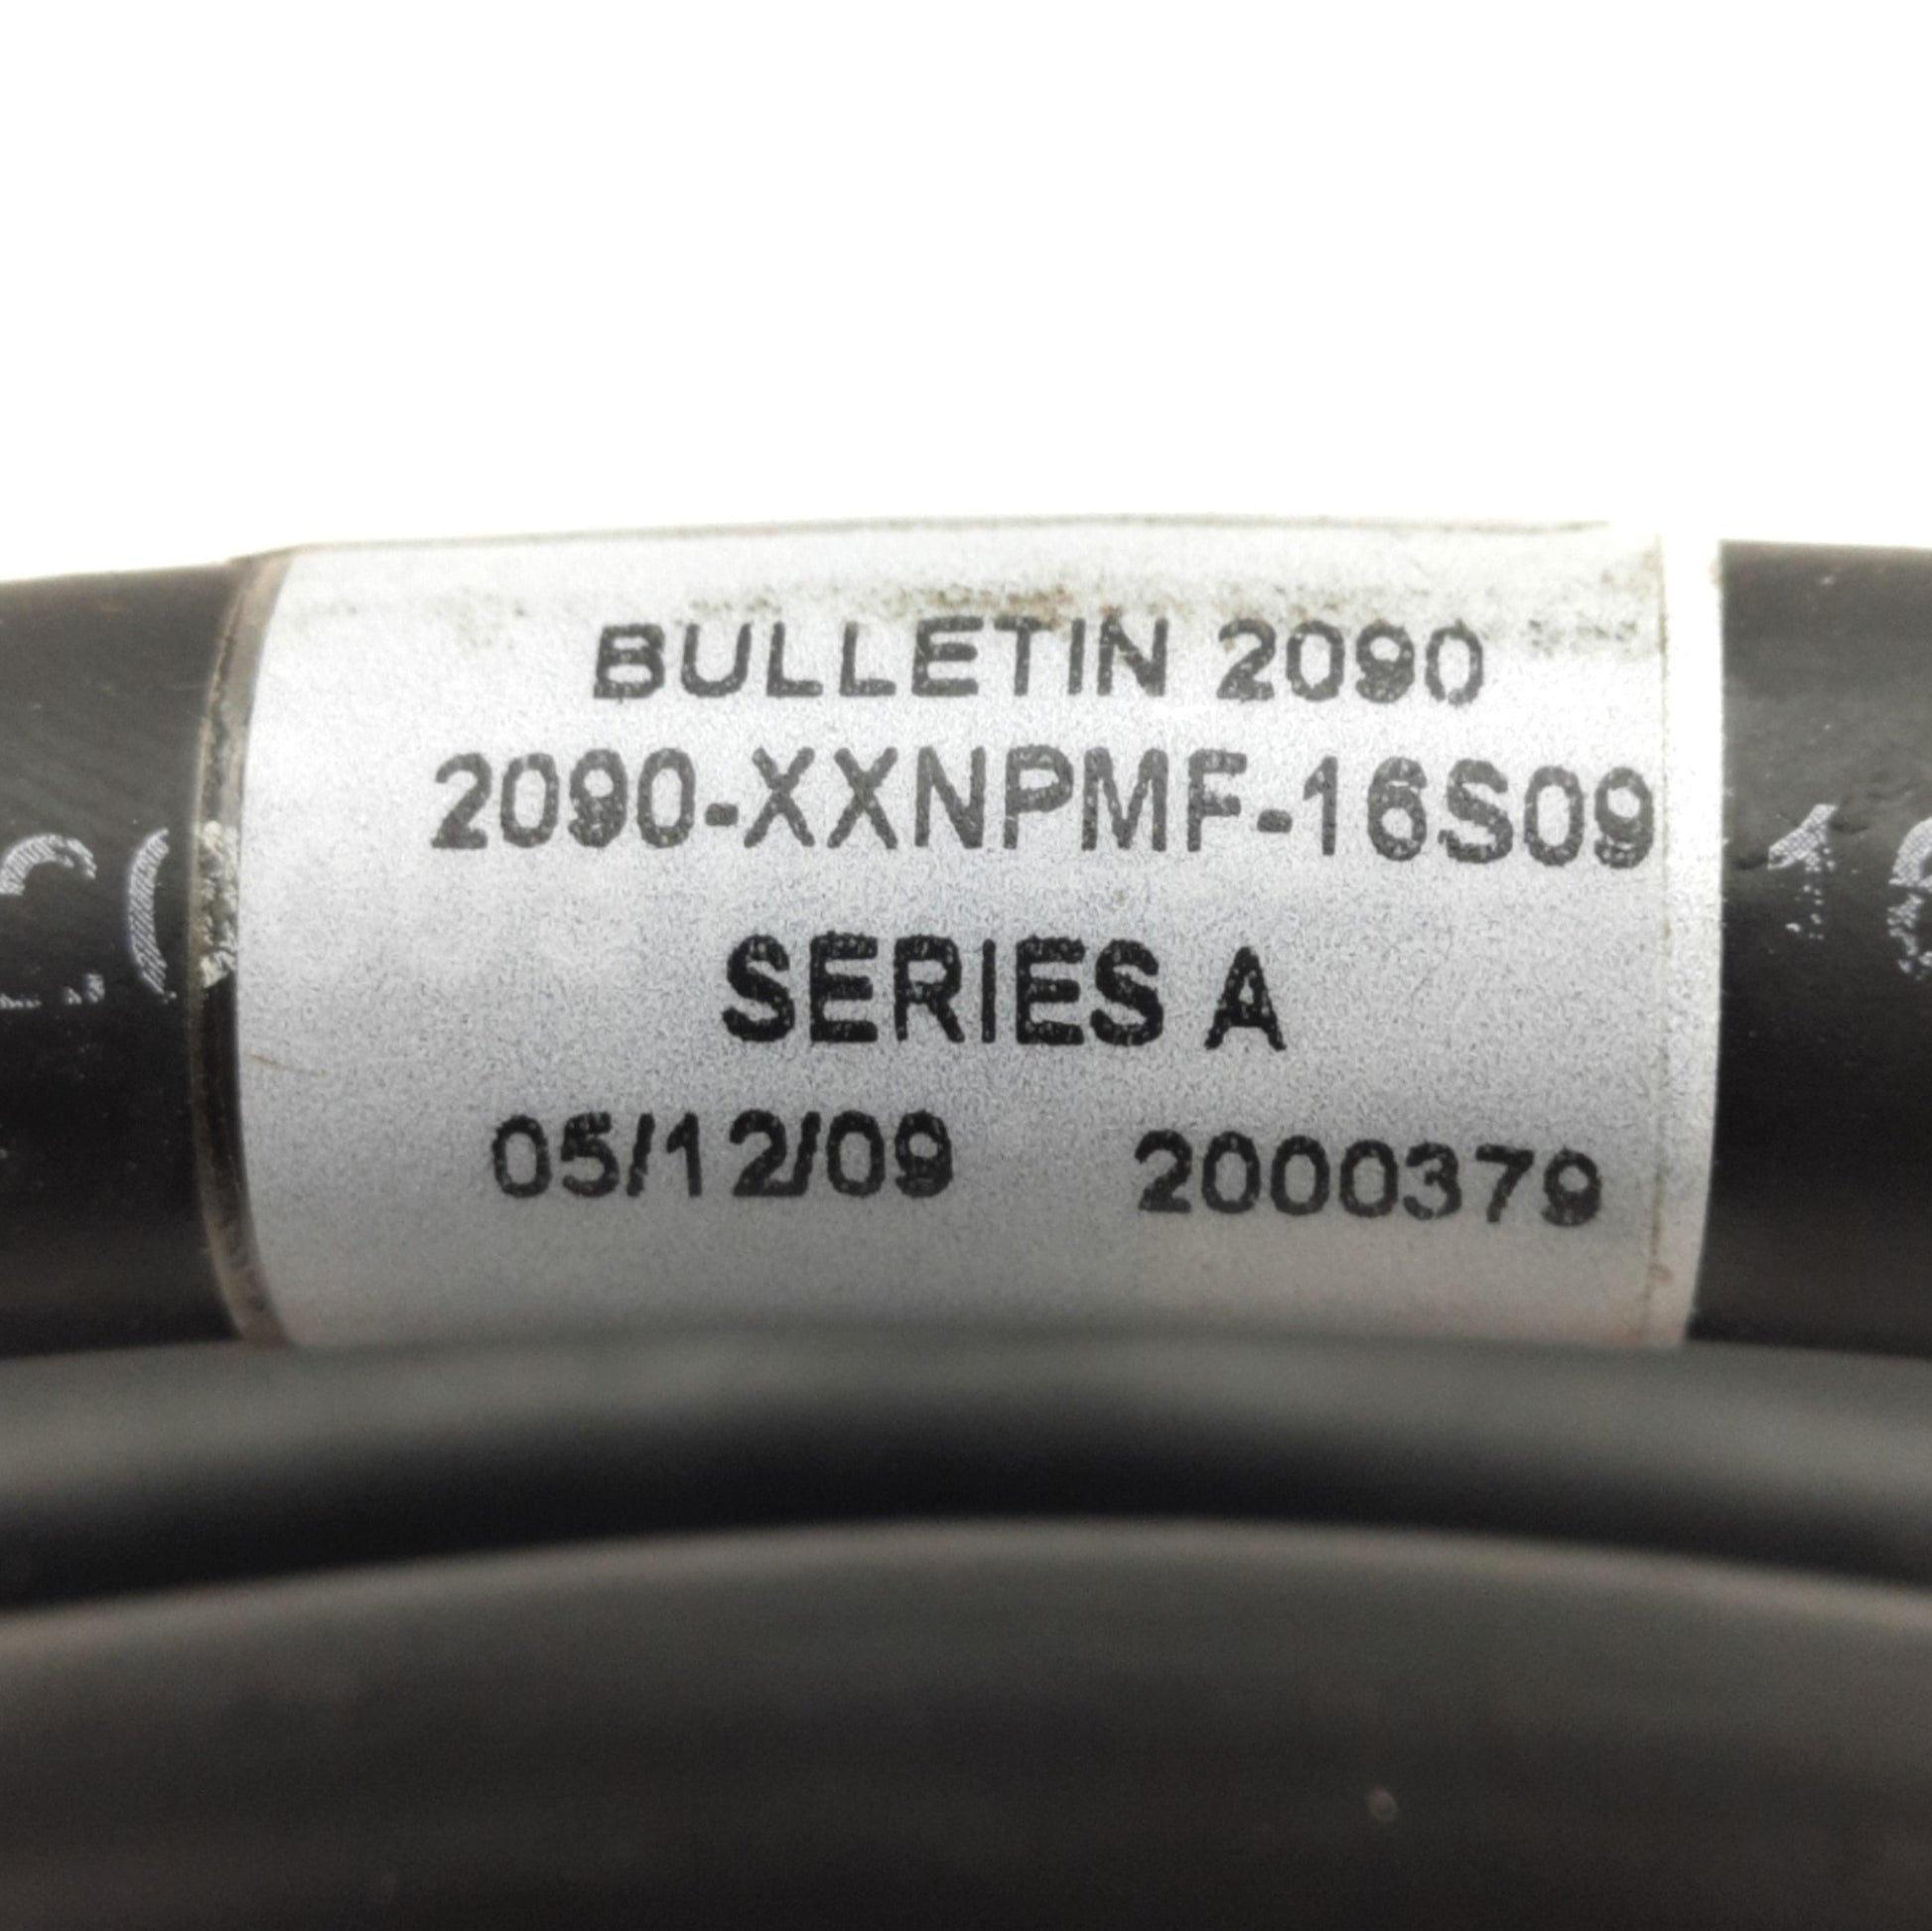 BULLETIN 2090
2090-XXNPMF-16S09
SERIES A
05/12/09 2000379